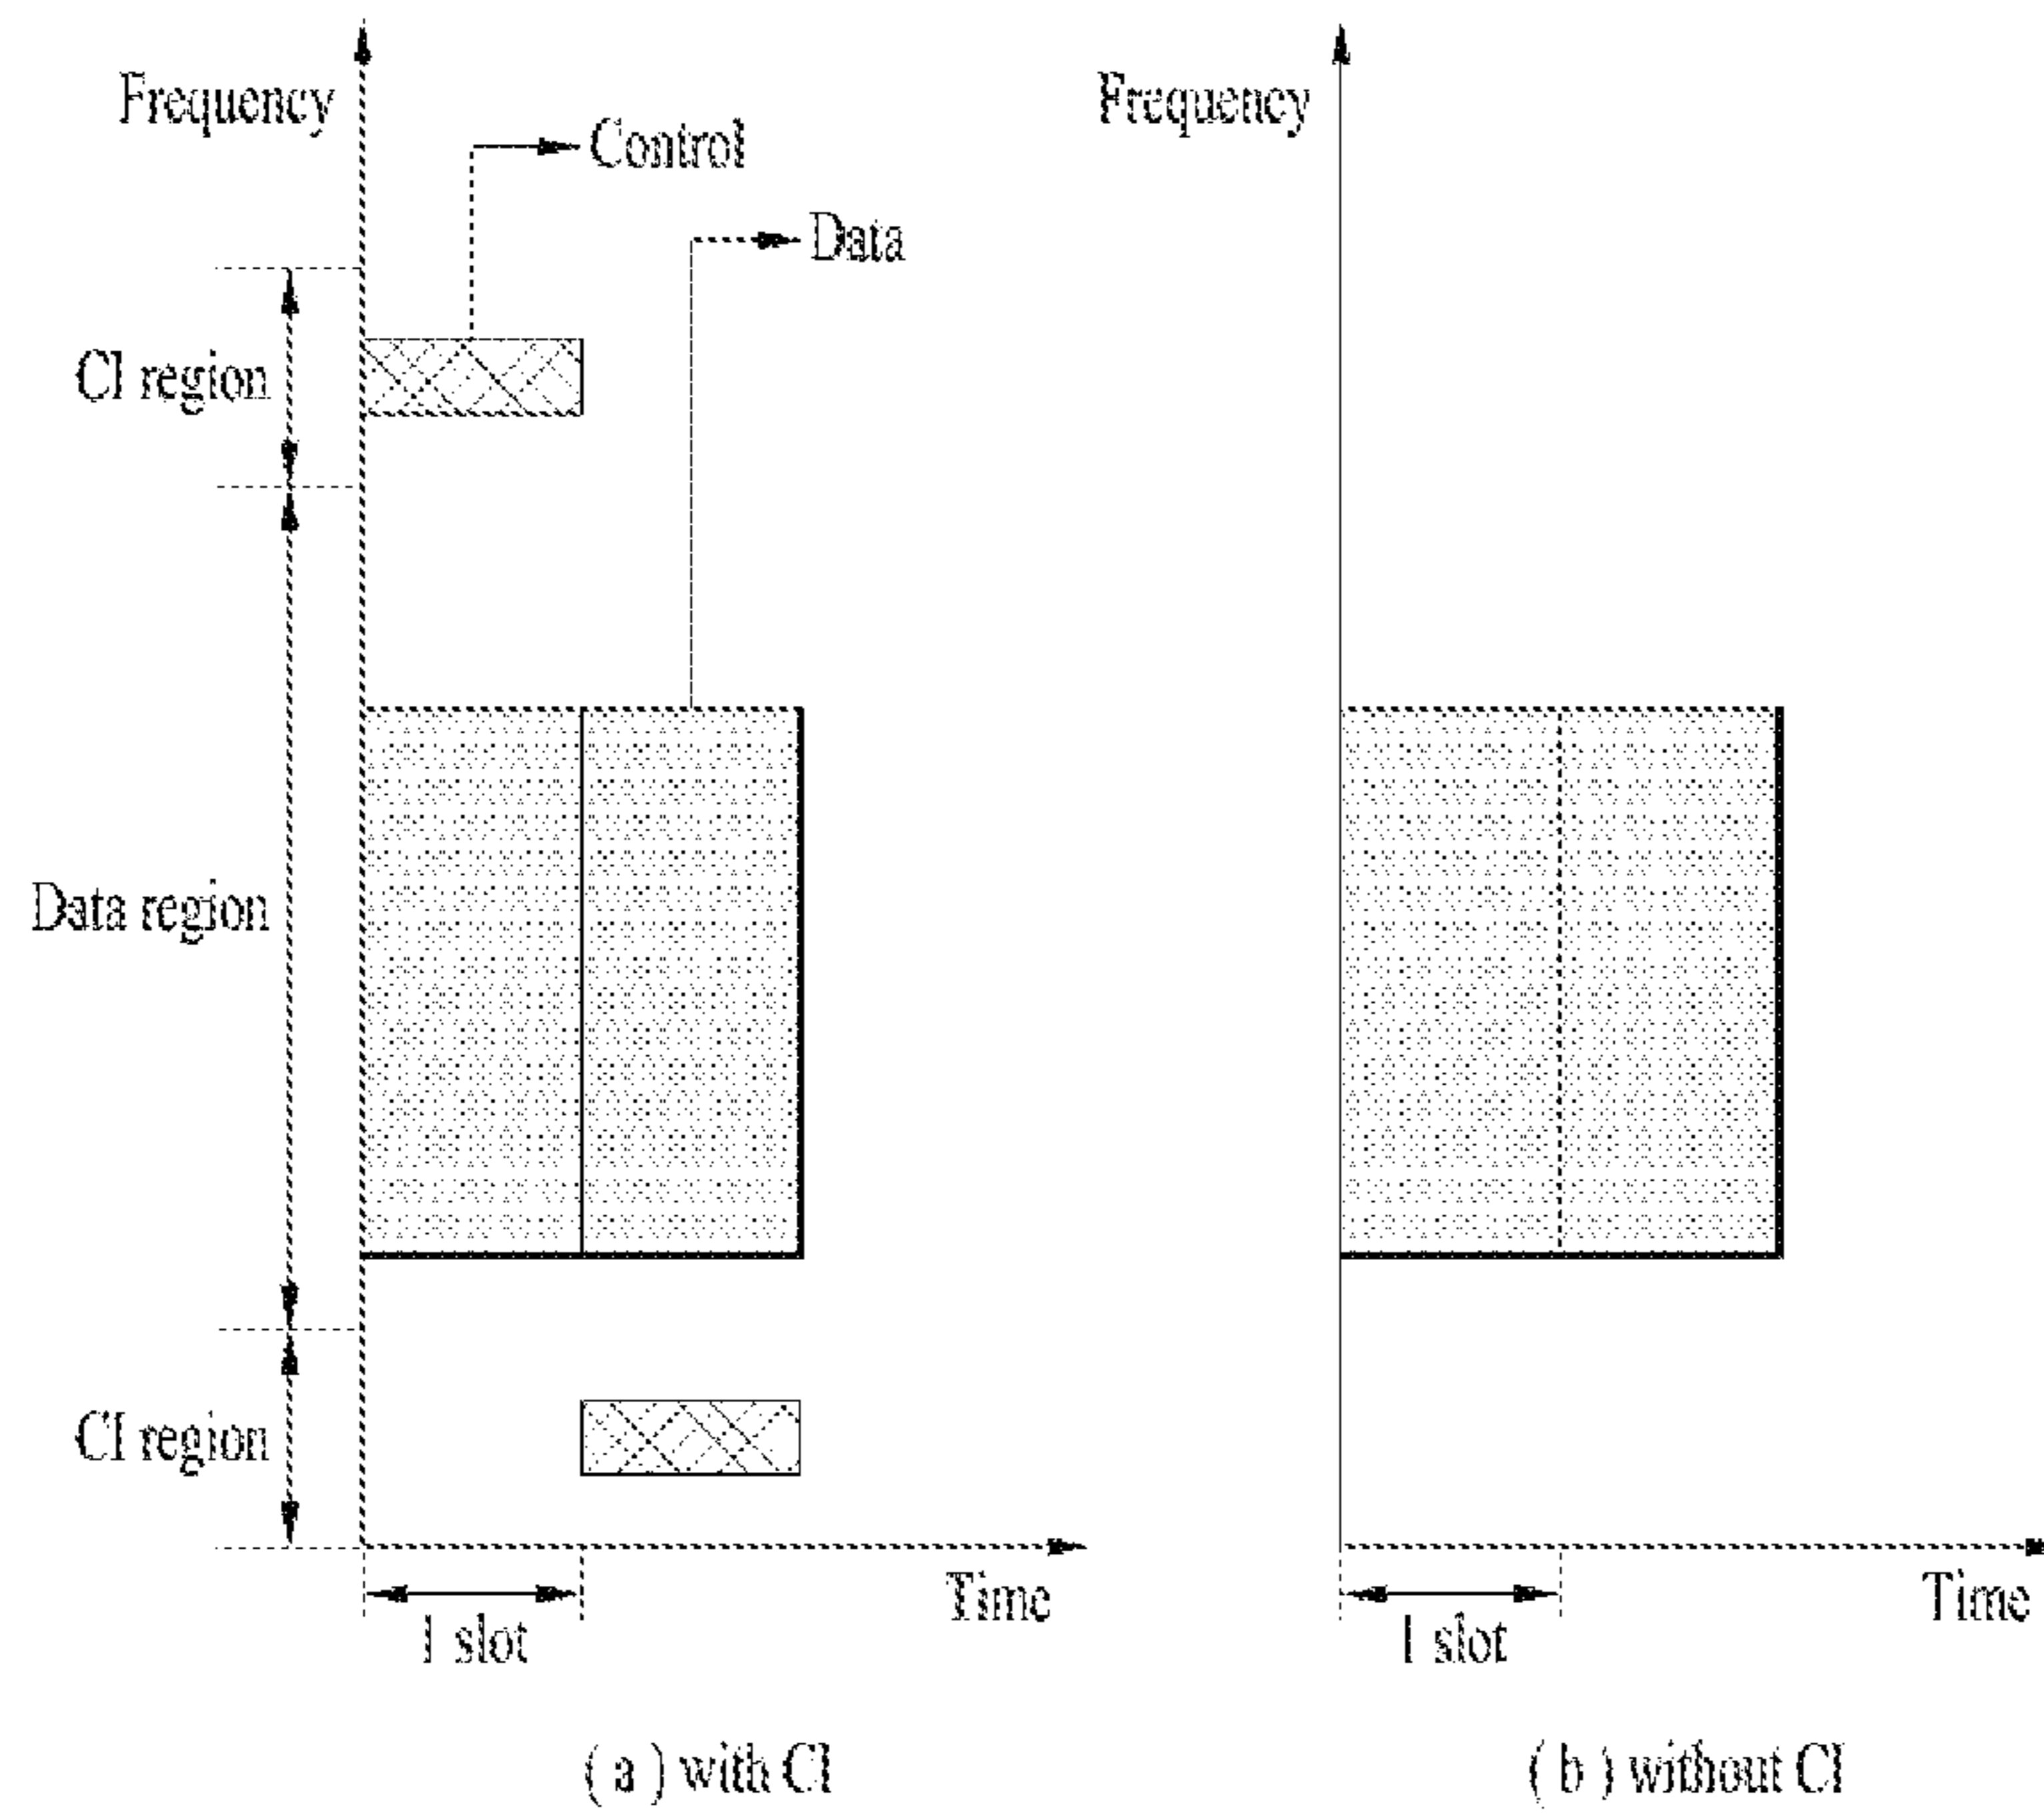 Frequency
Control
Data
CI region
Data region
CI region
Time
1 slot
( a ) with CI
Frequency
Time
1 slot
( b ) without CI